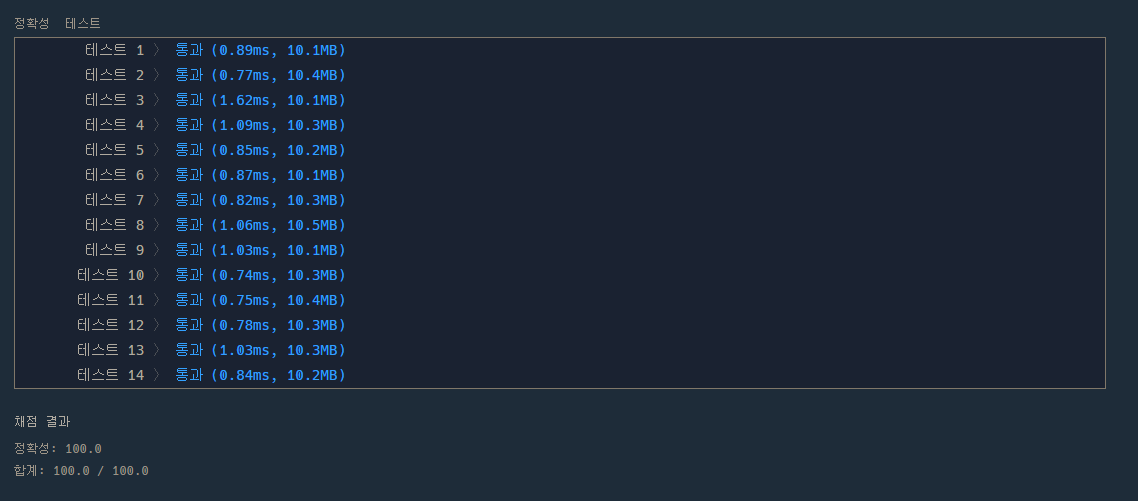 정확성 테스트
테스트 1 〉 통과 (0.89ms, 10.1MB)
테스트 2 〉 통과 (0.77ms, 10.4MB)
테스트 3 〉 통과 (1.62ms, 10.1MB)
테스트 4 〉 통과 (1.09ms, 10.3MB)
테스트 5 〉 통과 (0.85ms, 10.2MB)
테스트 6 〉 통과 (0.87ms, 10.1MB)
테스트 7 〉 통과 (0.82ms, 10.3MB)
테스트 8 〉 통과 (1.06ms, 10.5MB)
테스트 9 〉 통과 (1.03ms, 10.1MB)
테스트 10 〉 통과 (0.74ms, 10.3MB)
테스트 11 〉 통과 (0.75ms, 10.4MB)
테스트 12 〉 통과 (0.78ms, 10.3MB)
테스트 13 〉 통과 (1.03ms, 10.3MB)
테스트 14 〉 통과 (0.84ms, 10.2MB)
채점 결과
정확성: 100.0
합계: 100.0 / 100.0